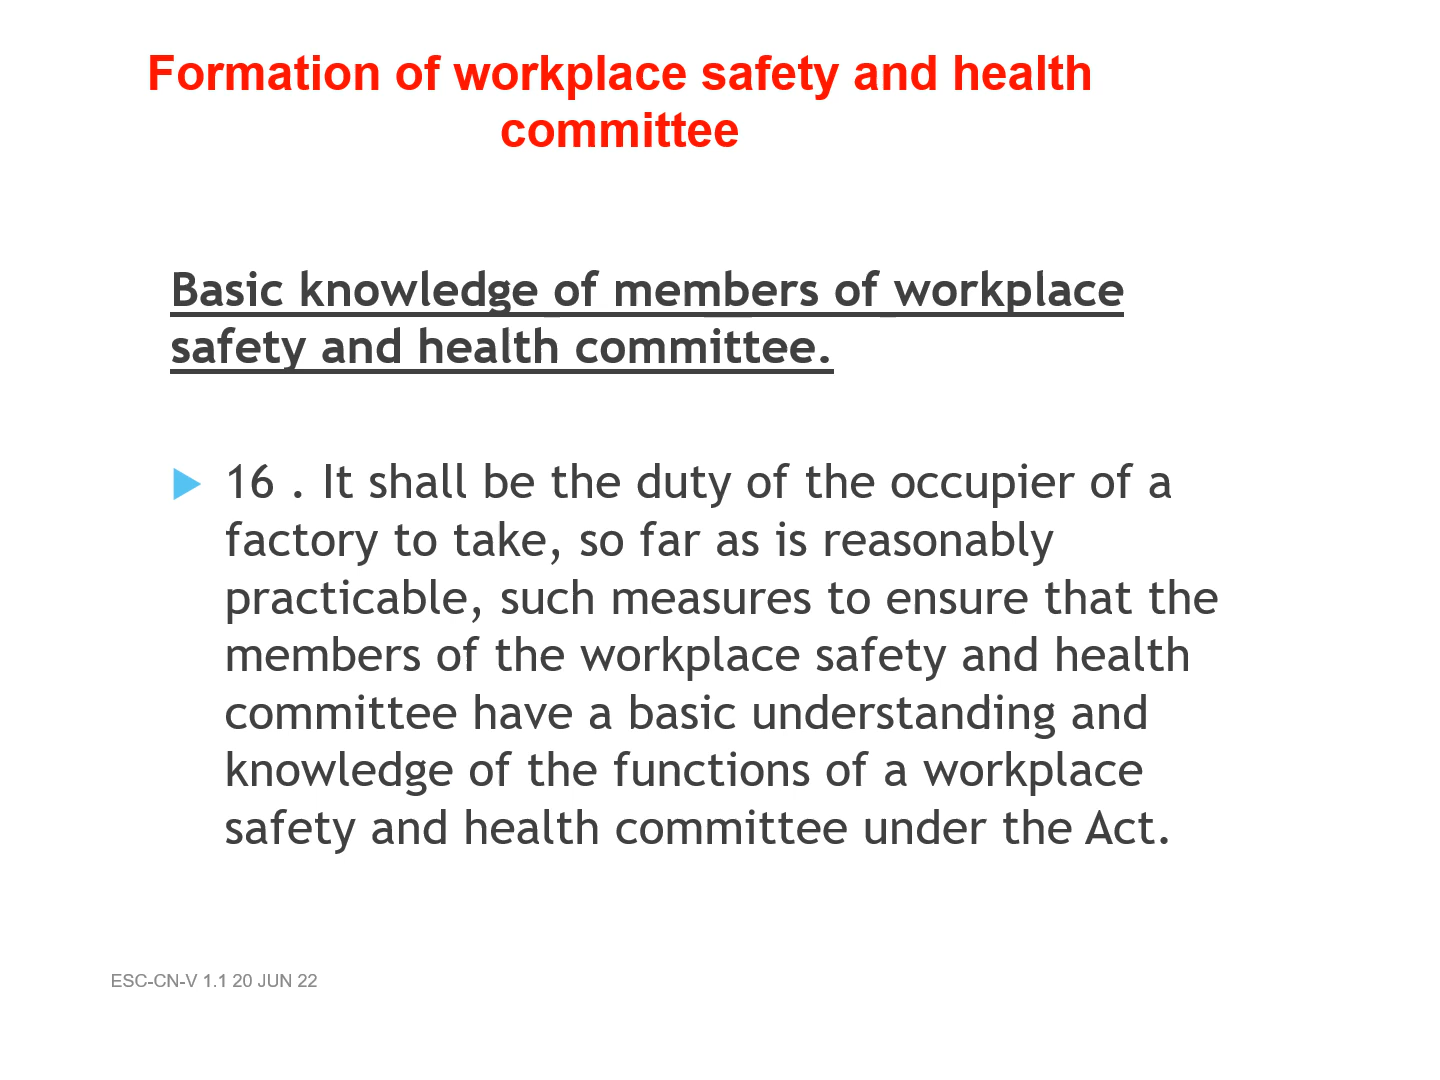 Formation of workplace safety and health
committee
Basic knowledge of members of workplace
safety and health committee.
16 . It shall be the duty of the occupier of a
factory to take, so far as is reasonably
practicable, such measures to ensure that the
members of the workplace safety and health
committee have a basic understanding and
knowledge of the functions of a workplace
safety and health committee under the Act.
ESC-CN-V 1.1 20 JUN 22